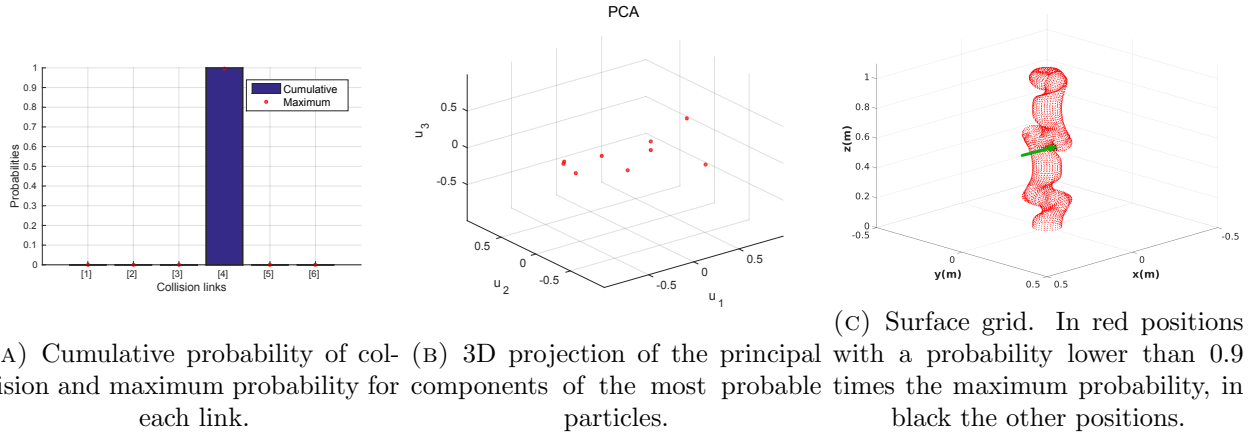 PCA
1
0.9
0.8
0.7
0.6
0.5
0.4
0.3
0.2
0.1
0
Probabilities
Cumulative
Maximum
[1] [2] [3] [4] [5] [6]
Collision links
0.5
0
-0.5
u_3
0.5
0
-0.5
u_2
-0.5
0
0.5
u_1
1
0.8
0.6
0.4
0.2
0
z(m)
-0.5
0
0.5
y(m)
0.5
0
-0.5
x(m)
(A) Cumulative probability of col-
ision and maximum probability for
each link.
(B) 3D projection of the principal
components of the most probable
particles.
(C) Surface grid. In red positions
with a probability lower than 0.9
times the maximum probability, in
black the other positions.